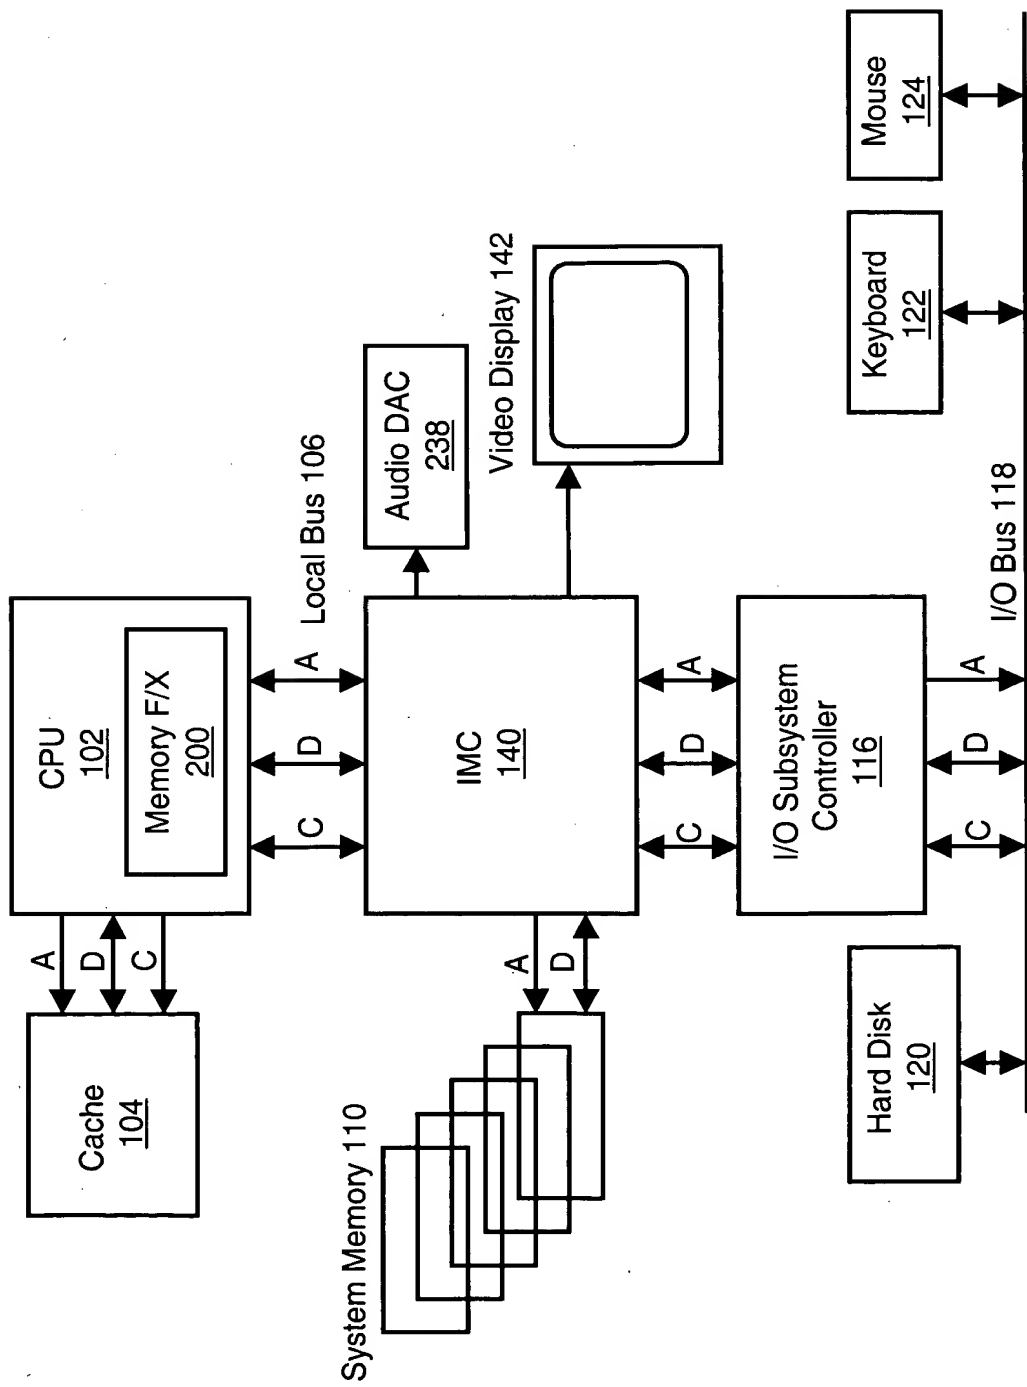 Cache
104
A
D
C
CPU
102
Memory F/X
200
C
D
A
Local Bus 106
System Memory 110
A
D
IMC
140
Audio DAC
238
Video Display 142
C
D
A
I/O Subsystem
Controller
116
C
D
A
I/O Bus 118
Hard Disk
120
Keyboard
122
Mouse
124